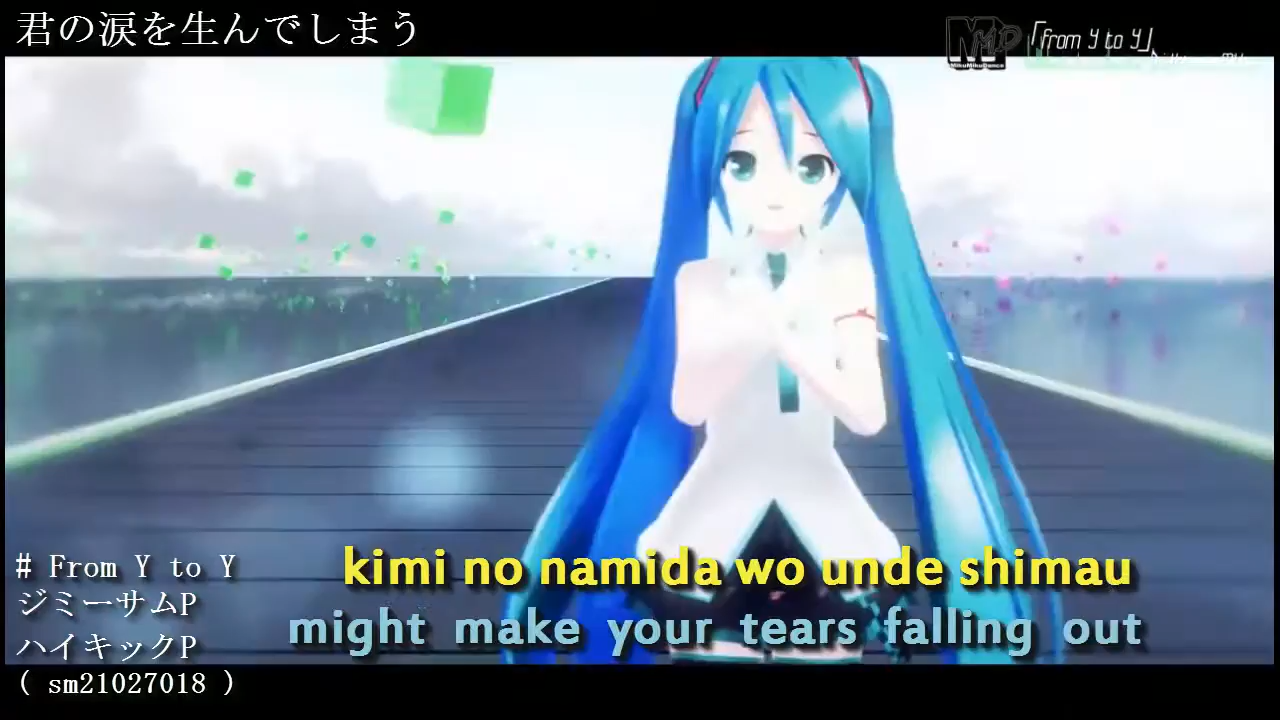 君の涙を生んでしまう
MMD 「from Y to Y」
MikuMikuDance
# From Y to Y
ジミーサムP
ハイキックP
( sm21027018 )
kimi no namida wo unde shimau
might make your tears falling out